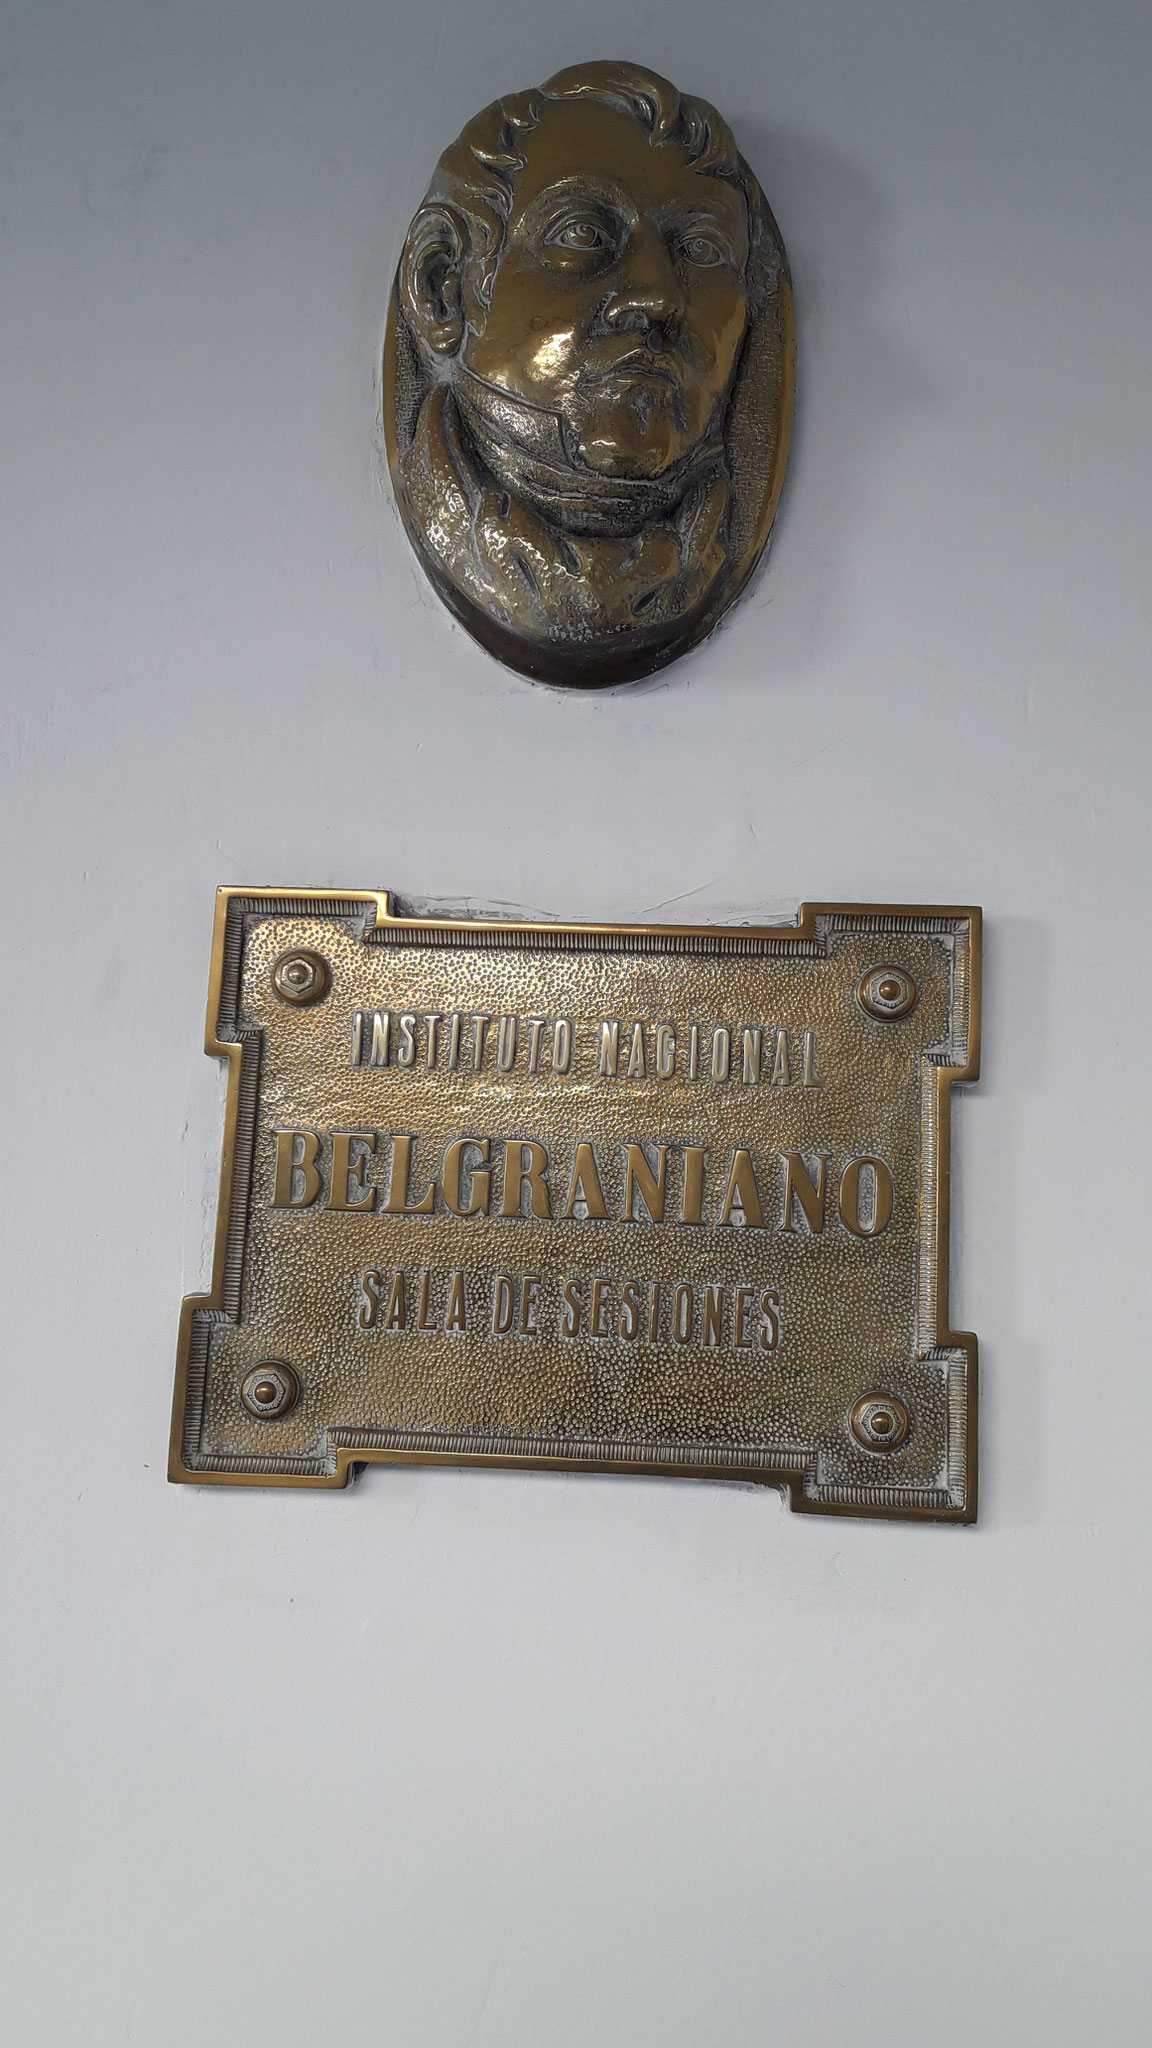 INSTITUTO NACIONAL
BELGRANIANO
SALA DE SESIONES